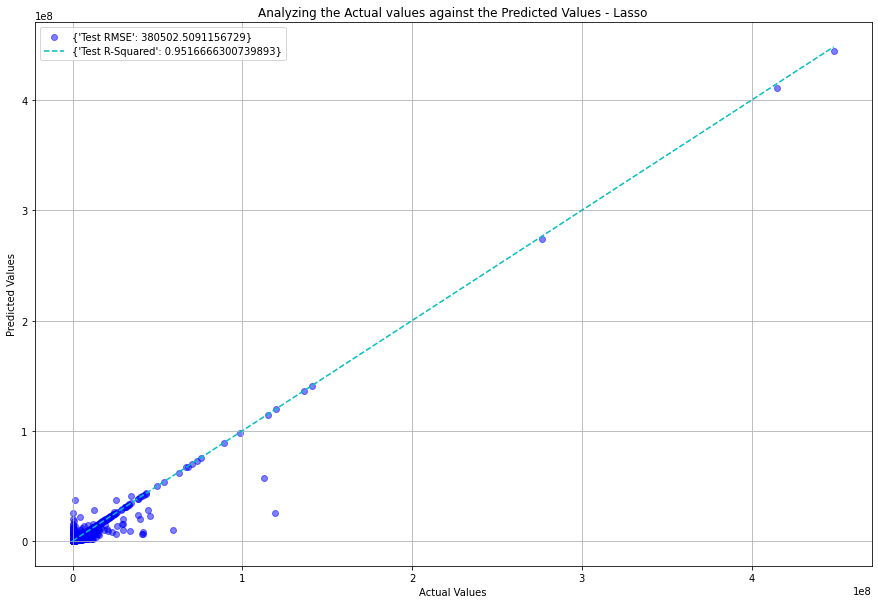 Analyzing the Actual values against the Predicted Values - Lasso
1e8
{'Test RMSE': 380502.5091156729}
{'Test R-Squared': 0.9516666300739893}
4
3
2
1
0
Predicted Values
0 1 2 3 4
1e8
Actual Values